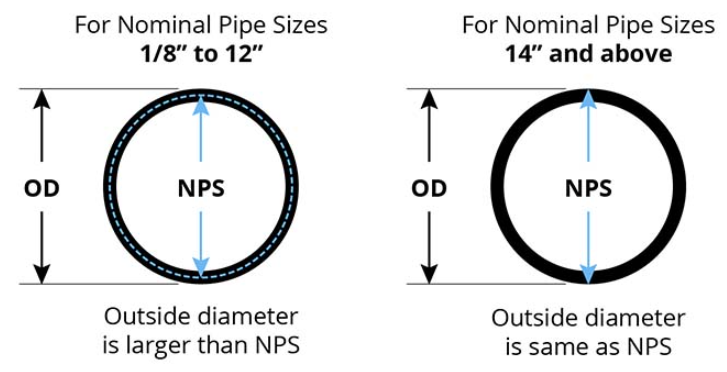 For Nominal Pipe Sizes
1/8” to 12”
OD
NPS
Outside diameter
is larger than NPS
For Nominal Pipe Sizes
14” and above
OD
NPS
Outside diameter
is same as NPS